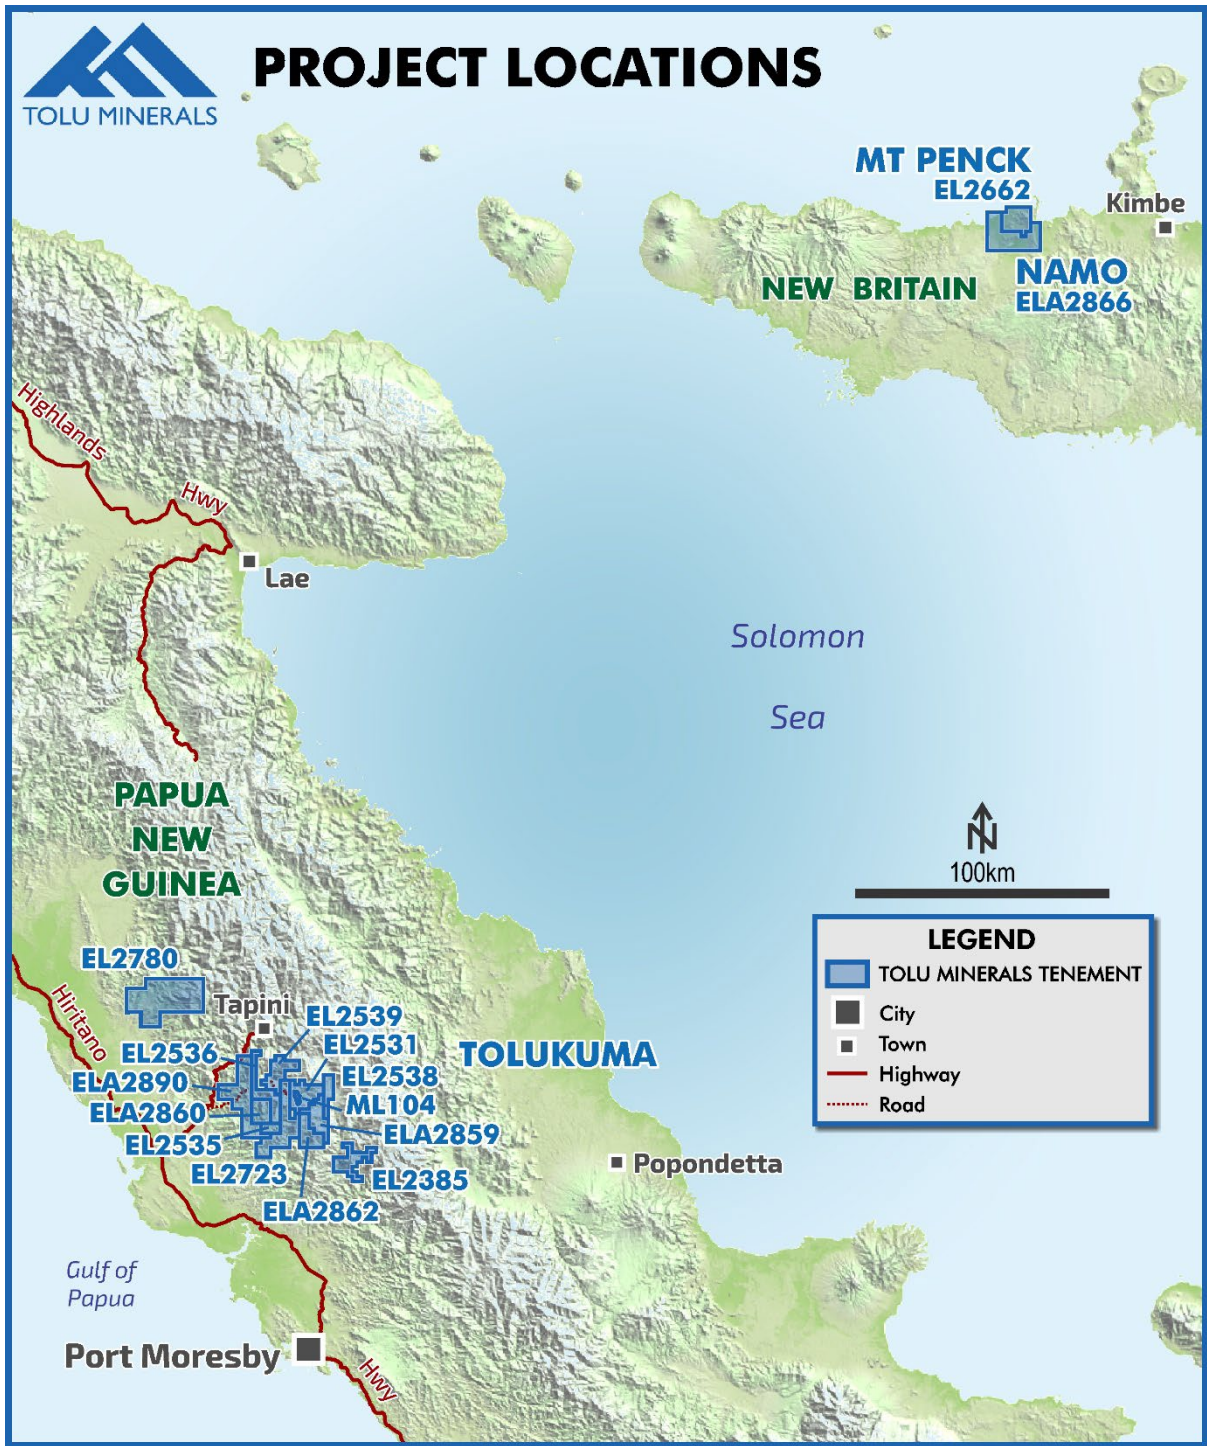 PROJECT LOCATIONS
TOLU MINERALS
MT PENCK
EL2662
Kimbe
NAMO
ELA2866
NEW BRITAIN
Highlands
Hwy
Lae
Solomon
Sea
PAPUA
NEW
GUINEA
N
100km
LEGEND
TOLU MINERALS TENEMENT
City
Town
Highway
Road
EL2780
Tapini
Hiritano
EL2539
EL2536
EL2531
TOLUKUMA
ELA2890
EL2538
ELA2860
ML104
EL2535
ELA2859
EL2723
EL2385
Popondetta
ELA2862
Gulf of
Papua
Port Moresby
Hwy